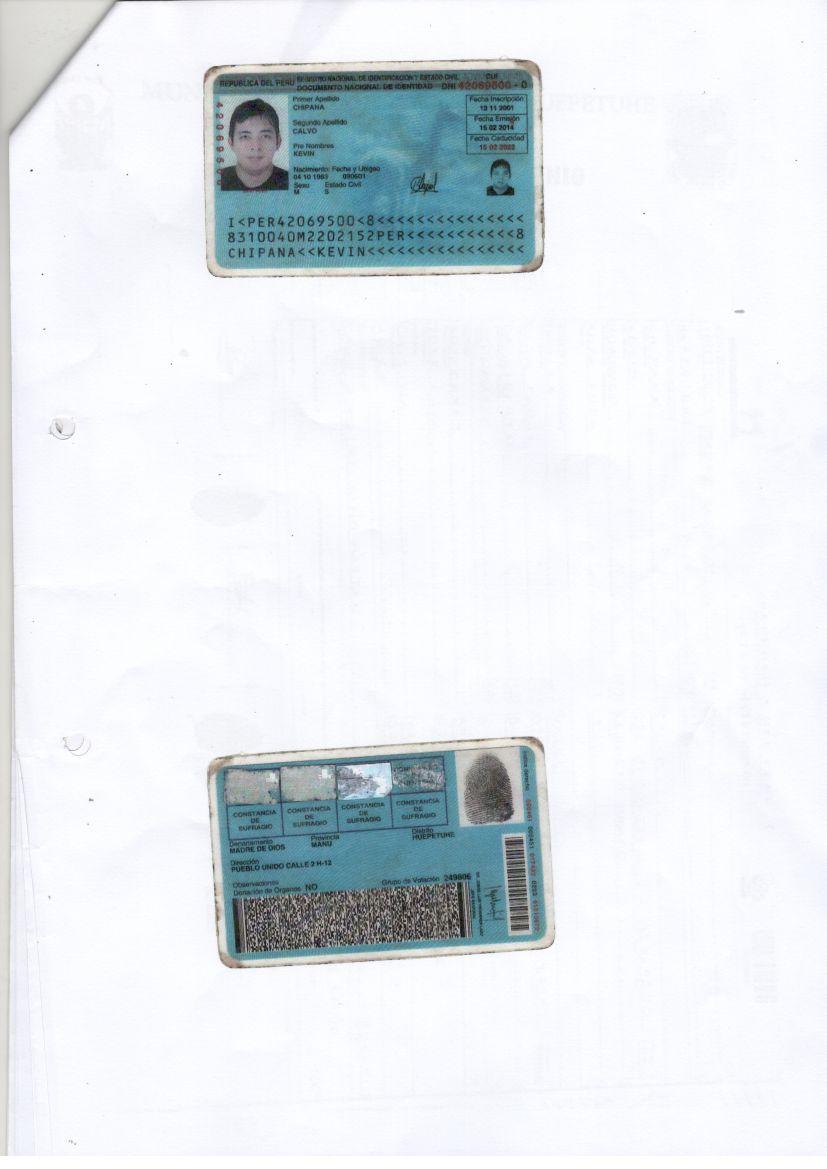 REPUBLICA DEL PERU REGISTRO NACIONAL DE IDENTIFICACION Y ESTADO CIVIL CUI
DOCUMENTO NACIONAL DE IDENTIDAD DNI 42069500 - 0
42069500
Primer Apellido
CHIPANA
Segundo Apellido
CALVO
Pre Nombres
KEVIN
Nacimiento: Fecha y Ubigeo
04 10 1983 090601
Sexo Estado Civil
M S
Fecha Inscripción
13 11 2001
Fecha Emisión
15 02 2014
Fecha Caducidad
15 02 2022
I<PER42069500<8<<<<<<<<<<<<<<<
8310040M2202152PER<<<<<<<<<<<8
CHIPANA<<KEVIN<<<<<<<<<<<<<<<<
CONSTANCIA DE SUFRAGIO
CONSTANCIA DE SUFRAGIO
CONSTANCIA DE SUFRAGIO
CONSTANCIA DE SUFRAGIO
Departamento Provincia Distrito
MADRE DE DIOS MANU HUEPETUHE
Dirección
PUEBLO UNIDO CALLE 2 H-12
Observaciones
Donación de Organos NO Grupo de Votación 249806